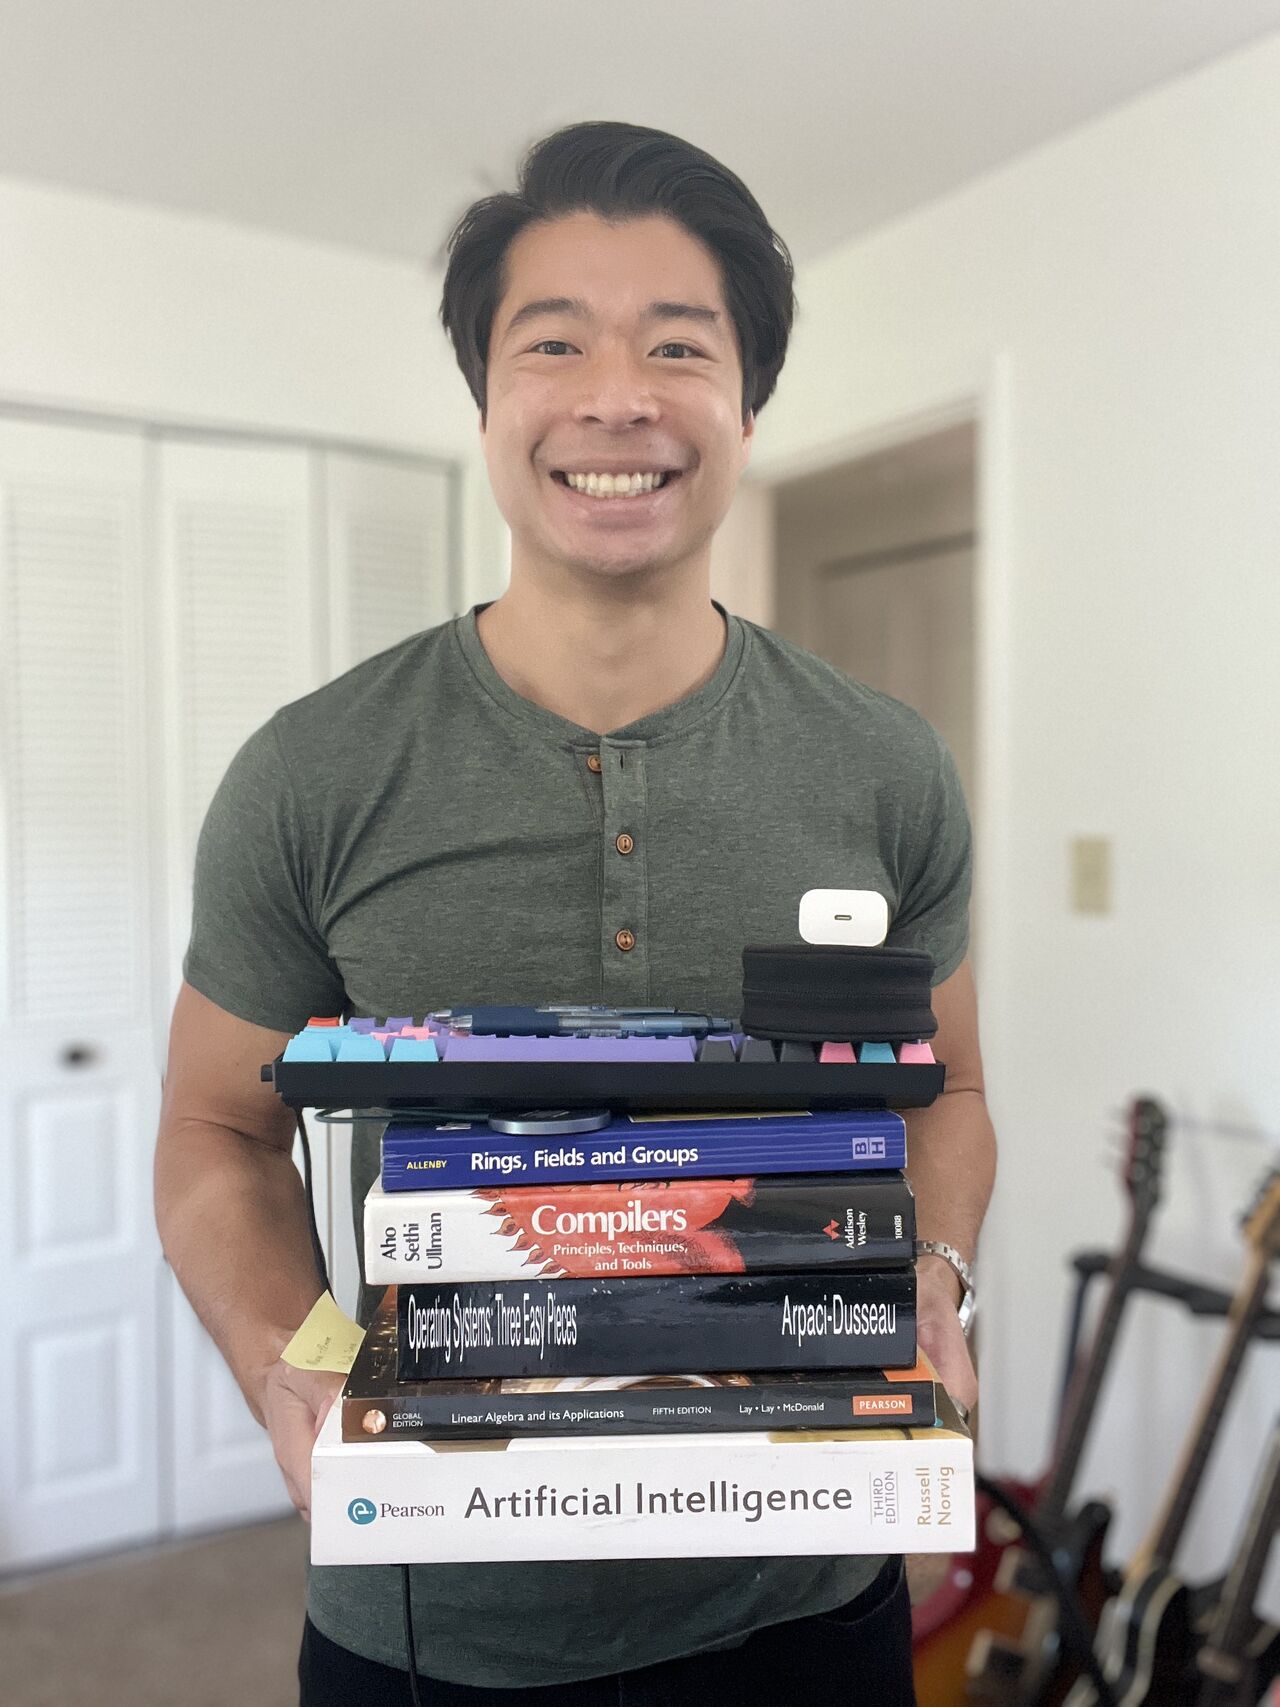 ALLENBY Rings, Fields and Groups B H
Aho
Sethi
Ullman
Compilers
Principles, Techniques,
and Tools
Addison
Wesley
10088
Operating Systems: Three Easy Pieces Arpaci-Dusseau
GLOBAL
EDITION
Linear Algebra and its Applications FIFTH EDITION Lay • Lay • McDonald PEARSON
Pearson Artificial Intelligence
THIRD
EDITION
Russell
Norvig